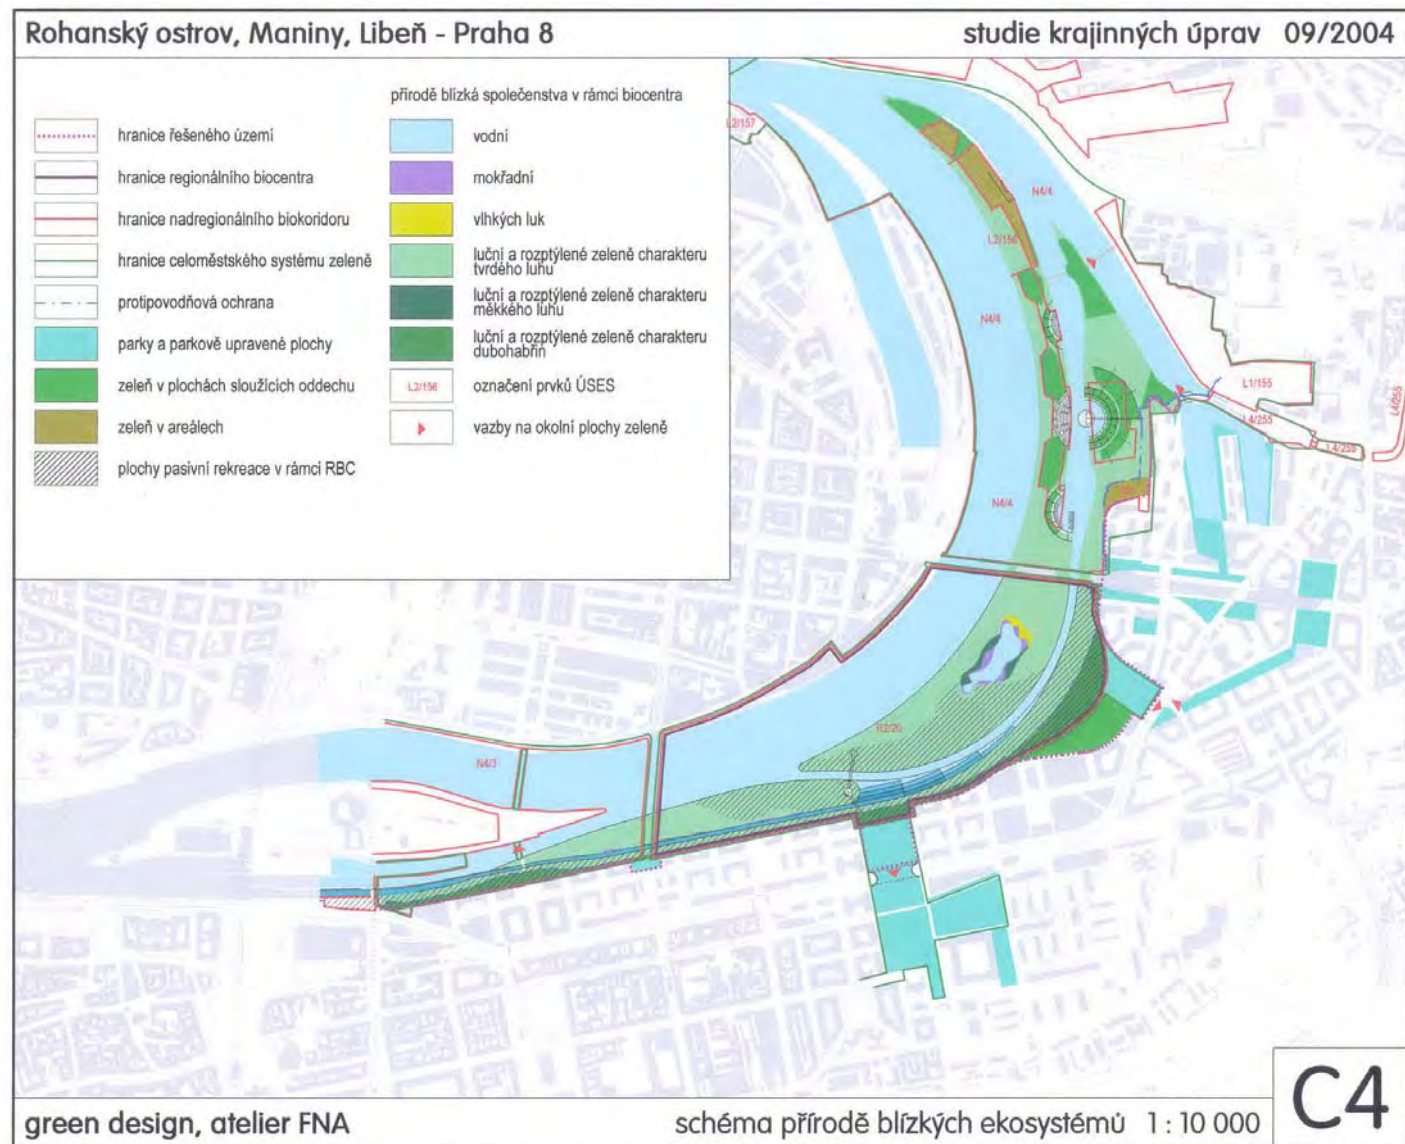 Rohanský ostrov, Maniny, Libeň - Praha 8
studie krajinných úprav 09/2004
hranice řešeného území
hranice regionálního biocentra
hranice nadregionálního biokoridoru
hranice celoměstského systému zeleně
protipovodňová ochrana
parky a parkově upravené plochy
zeleň v plochách sloužících oddechu
zeleň v areálech
plochy pasivní rekreace v rámci RBC
přírodě blízká společenstva v rámci biocentra
vodní
mokřadní
vlhkých luk
luční a rozptýlené zeleně charakteru
tvrdého luhu
luční a rozptýlené zeleně charakteru
měkkého luhu
luční a rozptýlené zeleně charakteru
dubohabřin
L2/156
označení prvků ÚSES
vazby na okolní plochy zeleně
L2/157
N4/4
L2/156
N4/4
L1/155
L4/255
L4/255
L4/255
N4/4
R2/20
N4/3
green design, atelier FNA
schéma přírodě blízkých ekosystémů 1 : 10 000
C4